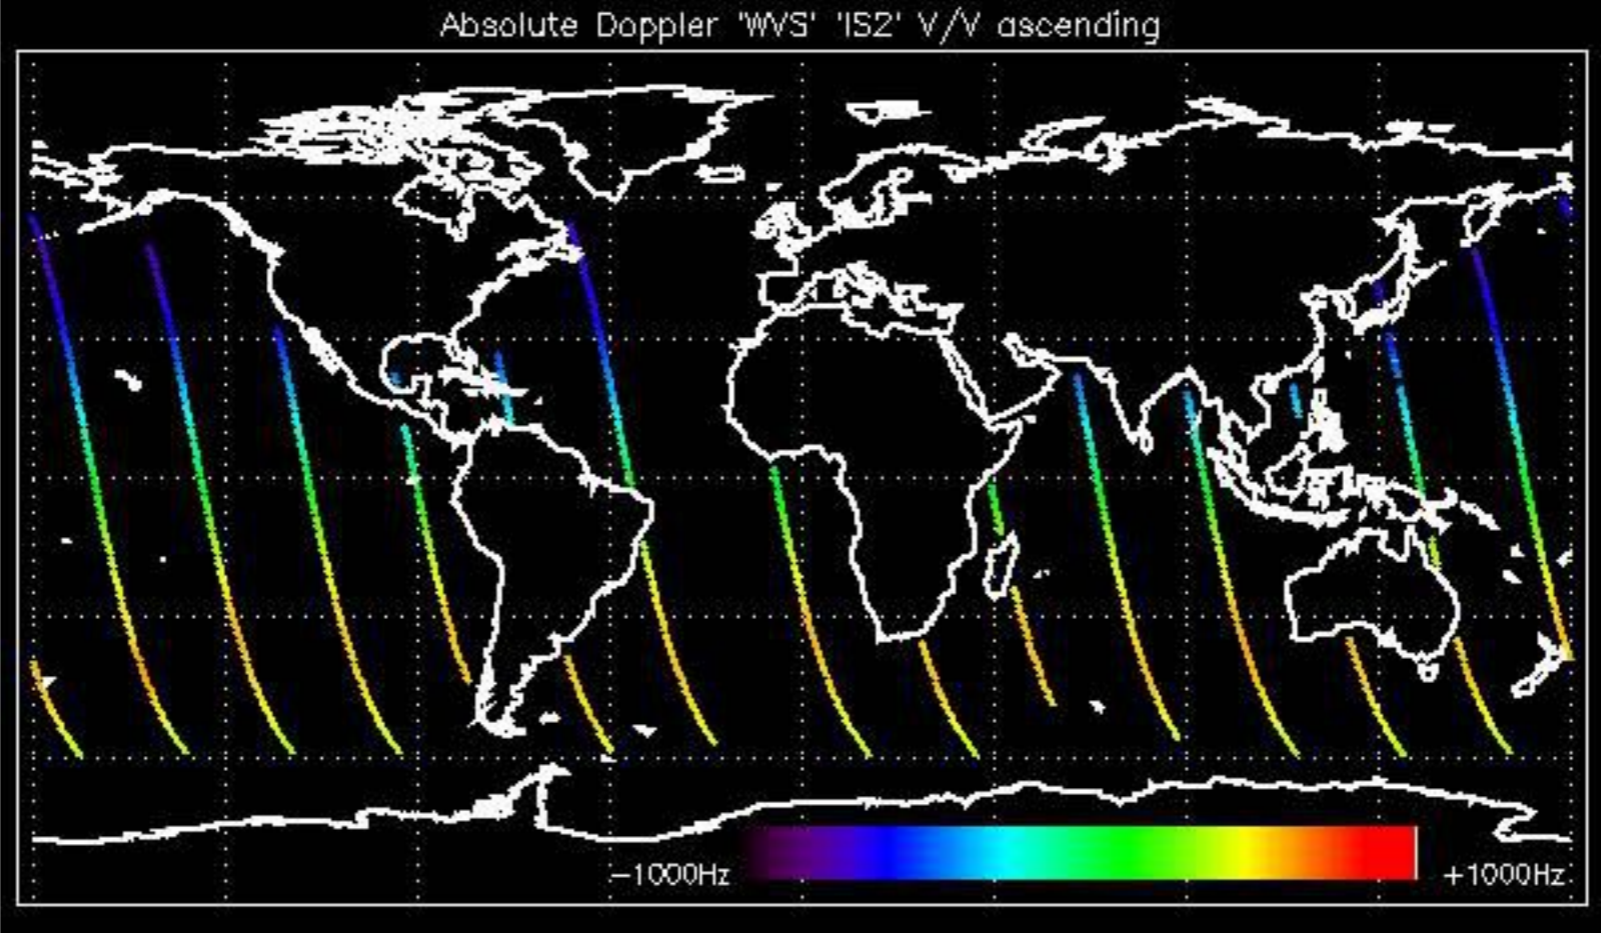 Absolute Doppler 'WVS' 'IS2' V/V ascending
−1000Hz +1000Hz